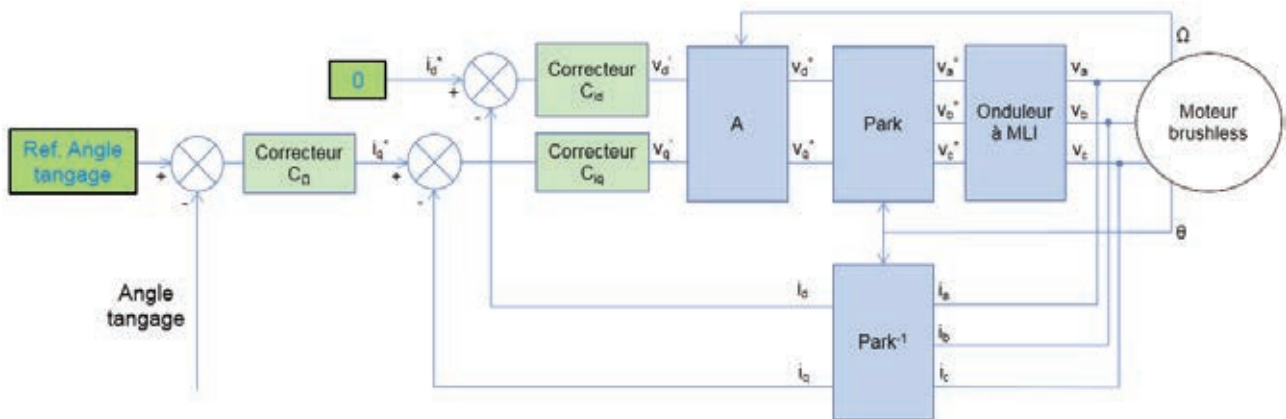 Ω
i_d*
0
+
-
Correcteur
C_id
v_d'
A
v_d*
Park
v_a*
v_b*
v_c*
Onduleur
à MLI
v_a
v_b
v_c
Moteur
brushless
Ref. Angle
tangage
+
-
Correcteur
C_Ω
i_q*
+
-
Correcteur
C_iq
v_q'
v_q*
θ
Angle
tangage
i_d
i_q
Park⁻¹
i_a
i_b
i_c